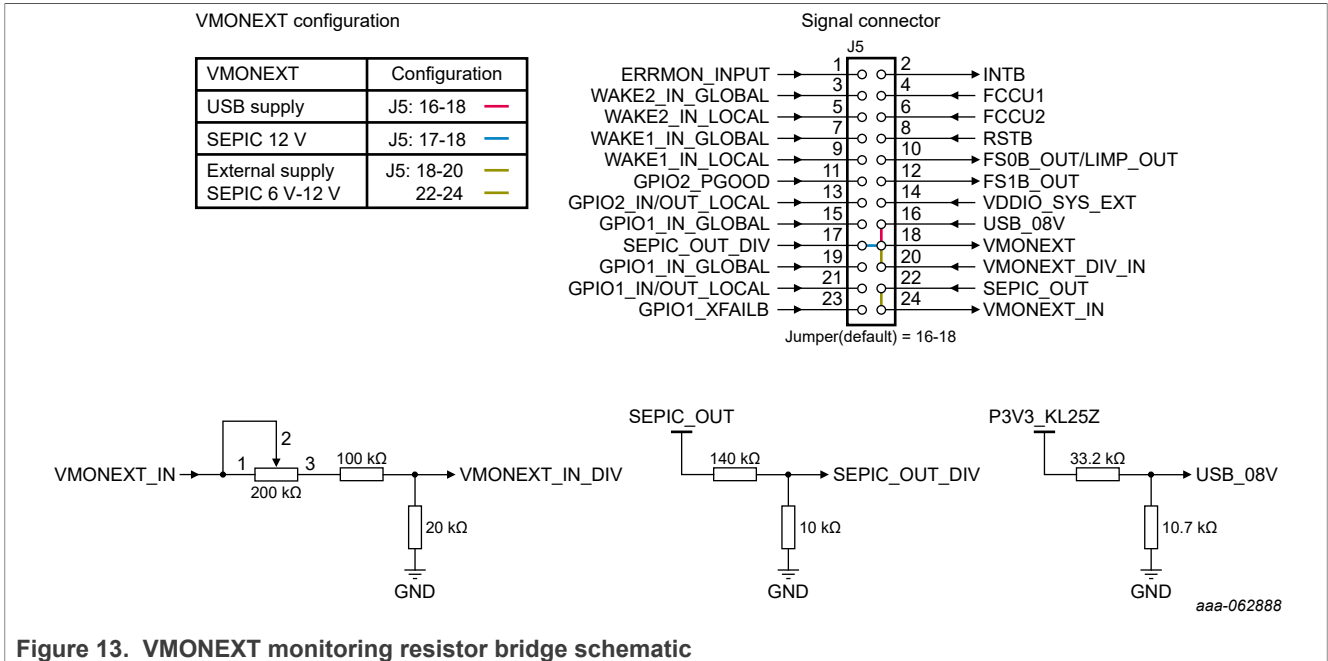 VMONEXT configuration
VMONEXT Configuration
USB supply J5: 16-18
SEPIC 12 V J5: 17-18
External supply J5: 18-20
SEPIC 6 V-12 V 22-24
Signal connector
J5
ERRMON_INPUT 1 2 INTB
WAKE2_IN_GLOBAL 3 4 FCCU1
WAKE2_IN_LOCAL 5 6 FCCU2
WAKE1_IN_GLOBAL 7 8 RSTB
WAKE1_IN_LOCAL 9 10 FS0B_OUT/LIMP_OUT
GPIO2_PGOOD 11 12 FS1B_OUT
GPIO2_IN/OUT_LOCAL 13 14 VDDIO_SYS_EXT
GPIO1_IN_GLOBAL 15 16 USB_08V
SEPIC_OUT_DIV 17 18 VMONEXT
GPIO1_IN_GLOBAL 19 20 VMONEXT_DIV_IN
GPIO1_IN/OUT_LOCAL 21 22 SEPIC_OUT
GPIO1_XFAILB 23 24 VMONEXT_IN
Jumper(default) = 16-18
VMONEXT_IN 1 2 3 200 kΩ 100 kΩ VMONEXT_IN_DIV
20 kΩ
GND
SEPIC_OUT
140 kΩ SEPIC_OUT_DIV
10 kΩ
GND
P3V3_KL25Z
33.2 kΩ USB_08V
10.7 kΩ
GND
aaa-062888
Figure 13. VMONEXT monitoring resistor bridge schematic